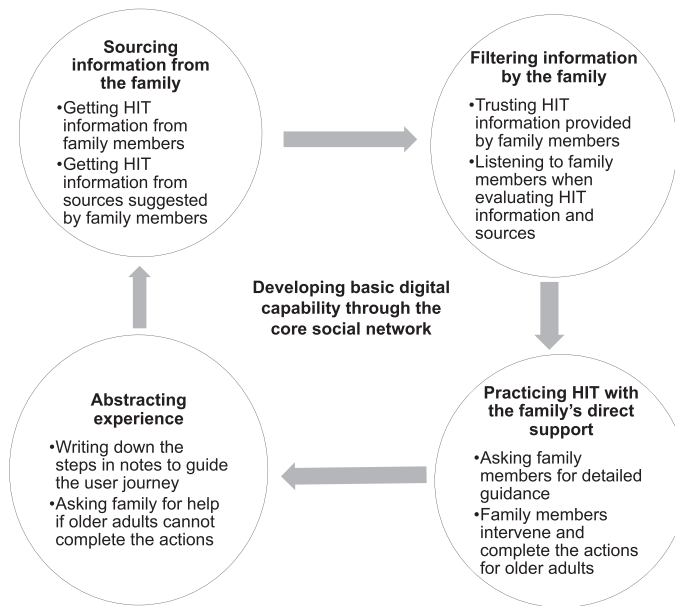 Sourcing
information from
the family
•Getting HIT
information from
family members
•Getting HIT
information from
sources suggested
by family members
Filtering information
by the family
•Trusting HIT
information provided
by family members
•Listening to family
members when
evaluating HIT
information and
sources
Developing basic digital
capability through the
core social network
Abstracting
experience
•Writing down the
steps in notes to guide
the user journey
•Asking family for help
if older adults cannot
complete the actions
Practicing HIT with
the family’s direct
support
•Asking family
members for detailed
guidance
•Family members
intervene and
complete the actions
for older adults